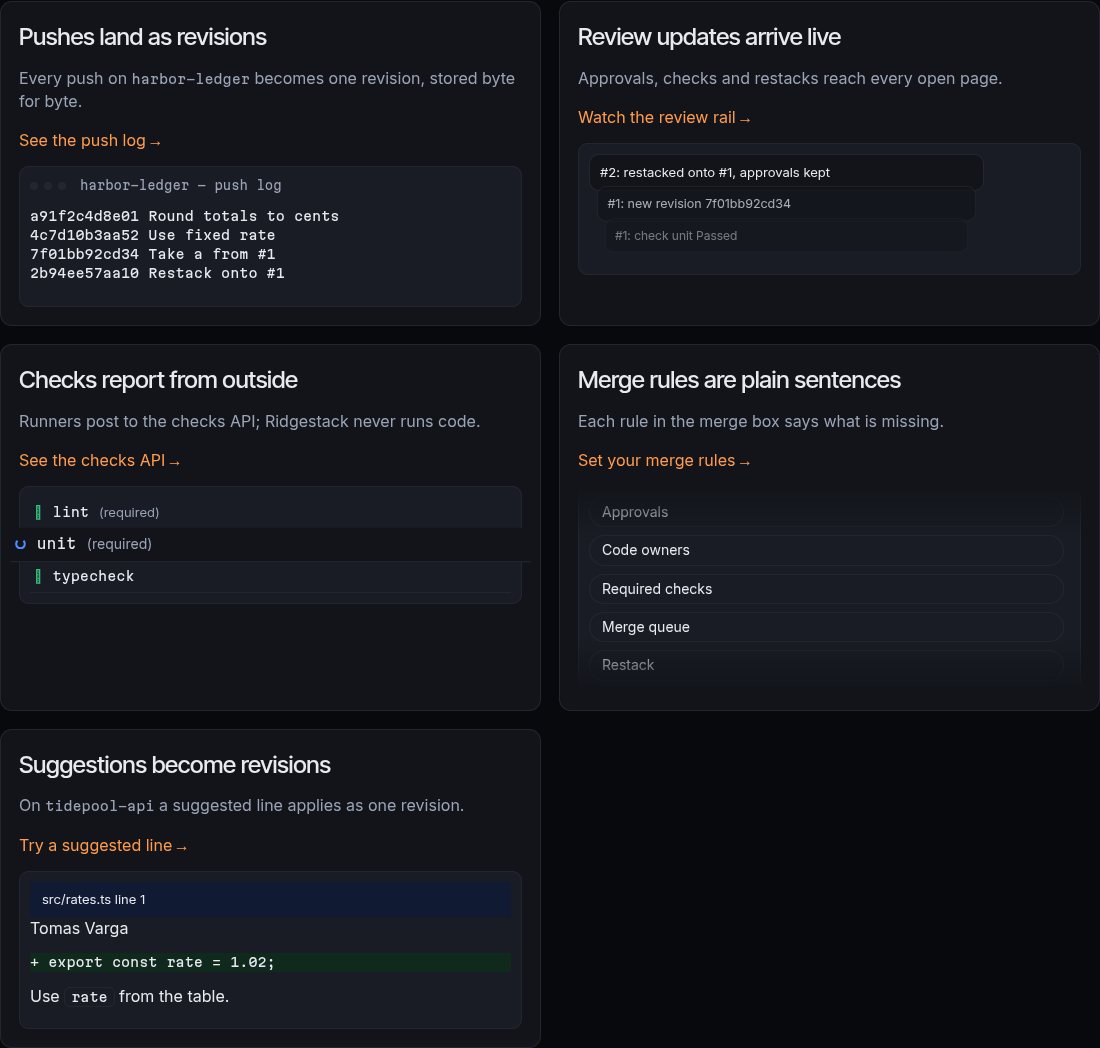 Pushes land as revisions
Every push on harbor-ledger becomes one revision, stored byte
for byte.
See the push log→
harbor-ledger — push log
a91f2c4d8e01 Round totals to cents
4c7d10b3aa52 Use fixed rate
7f01bb92cd34 Take a from #1
2b94ee57aa10 Restack onto #1
Review updates arrive live
Approvals, checks and restacks reach every open page.
Watch the review rail→
#2: restacked onto #1, approvals kept
#1: new revision 7f01bb92cd34
#1: check unit Passed
Checks report from outside
Runners post to the checks API; Ridgestack never runs code.
See the checks API→
lint (required)
unit (required)
typecheck
Merge rules are plain sentences
Each rule in the merge box says what is missing.
Set your merge rules→
Approvals
Code owners
Required checks
Merge queue
Restack
Suggestions become revisions
On tidepool-api a suggested line applies as one revision.
Try a suggested line→
src/rates.ts line 1
Tomas Varga
+ export const rate = 1.02;
Use rate from the table.